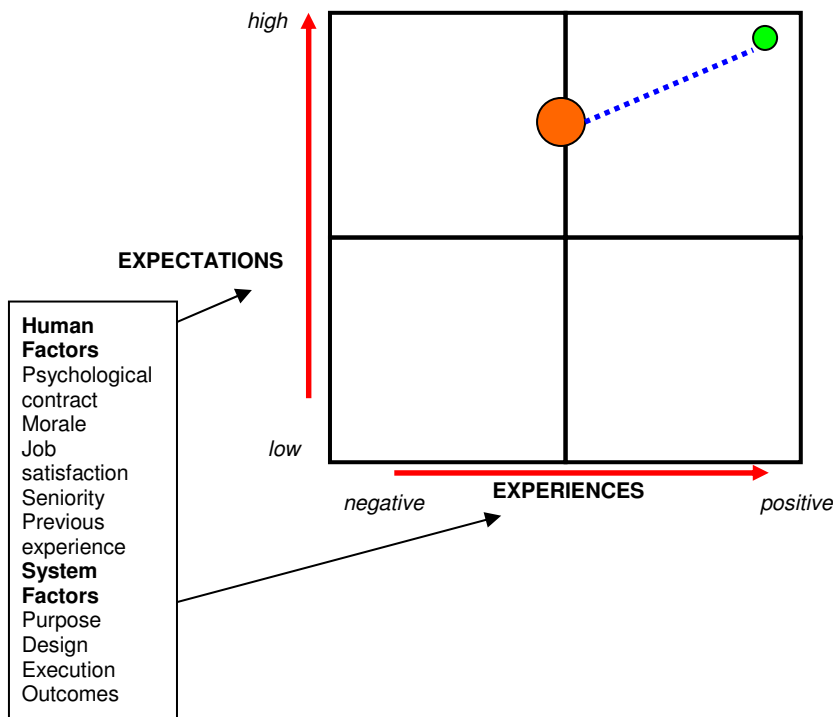 high
EXPECTATIONS
Human
Factors
Psychological
contract
Morale
Job
satisfaction
Seniority
Previous
experience
System
Factors
Purpose
Design
Execution
Outcomes
low
negative
EXPERIENCES
positive